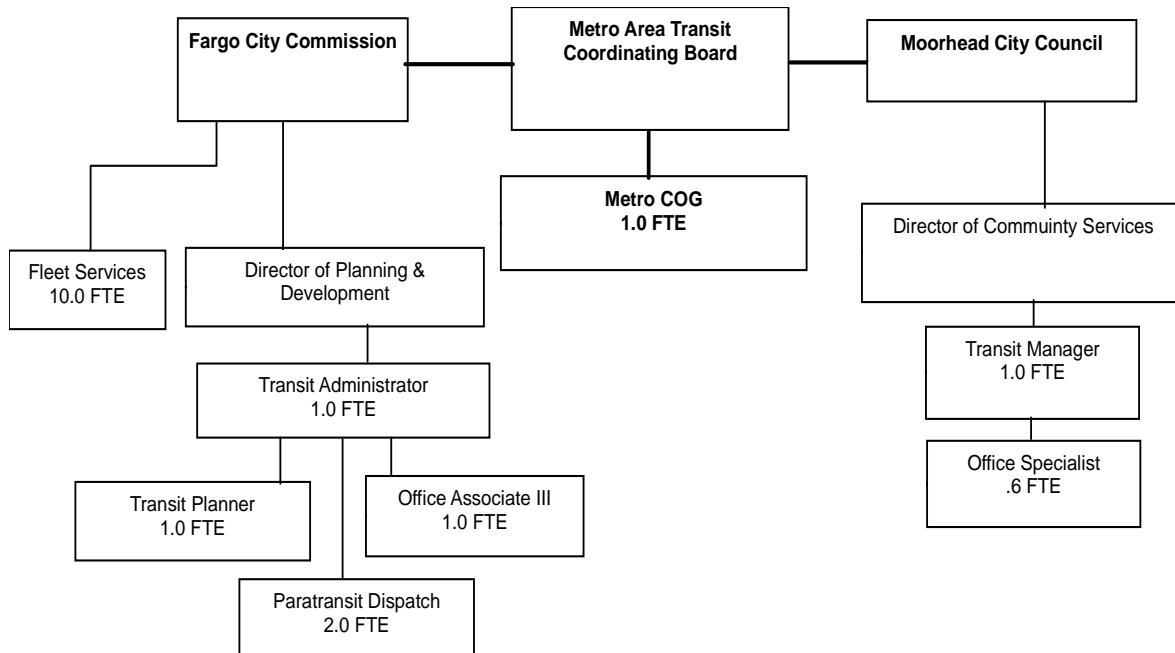 Fargo City Commission
Metro Area Transit
Coordinating Board
Moorhead City Council
Metro COG
1.0 FTE
Director of Commuinty Services
Fleet Services
10.0 FTE
Director of Planning &
Development
Transit Manager
1.0 FTE
Transit Administrator
1.0 FTE
Office Specialist
.6 FTE
Transit Planner
1.0 FTE
Office Associate III
1.0 FTE
Paratransit Dispatch
2.0 FTE